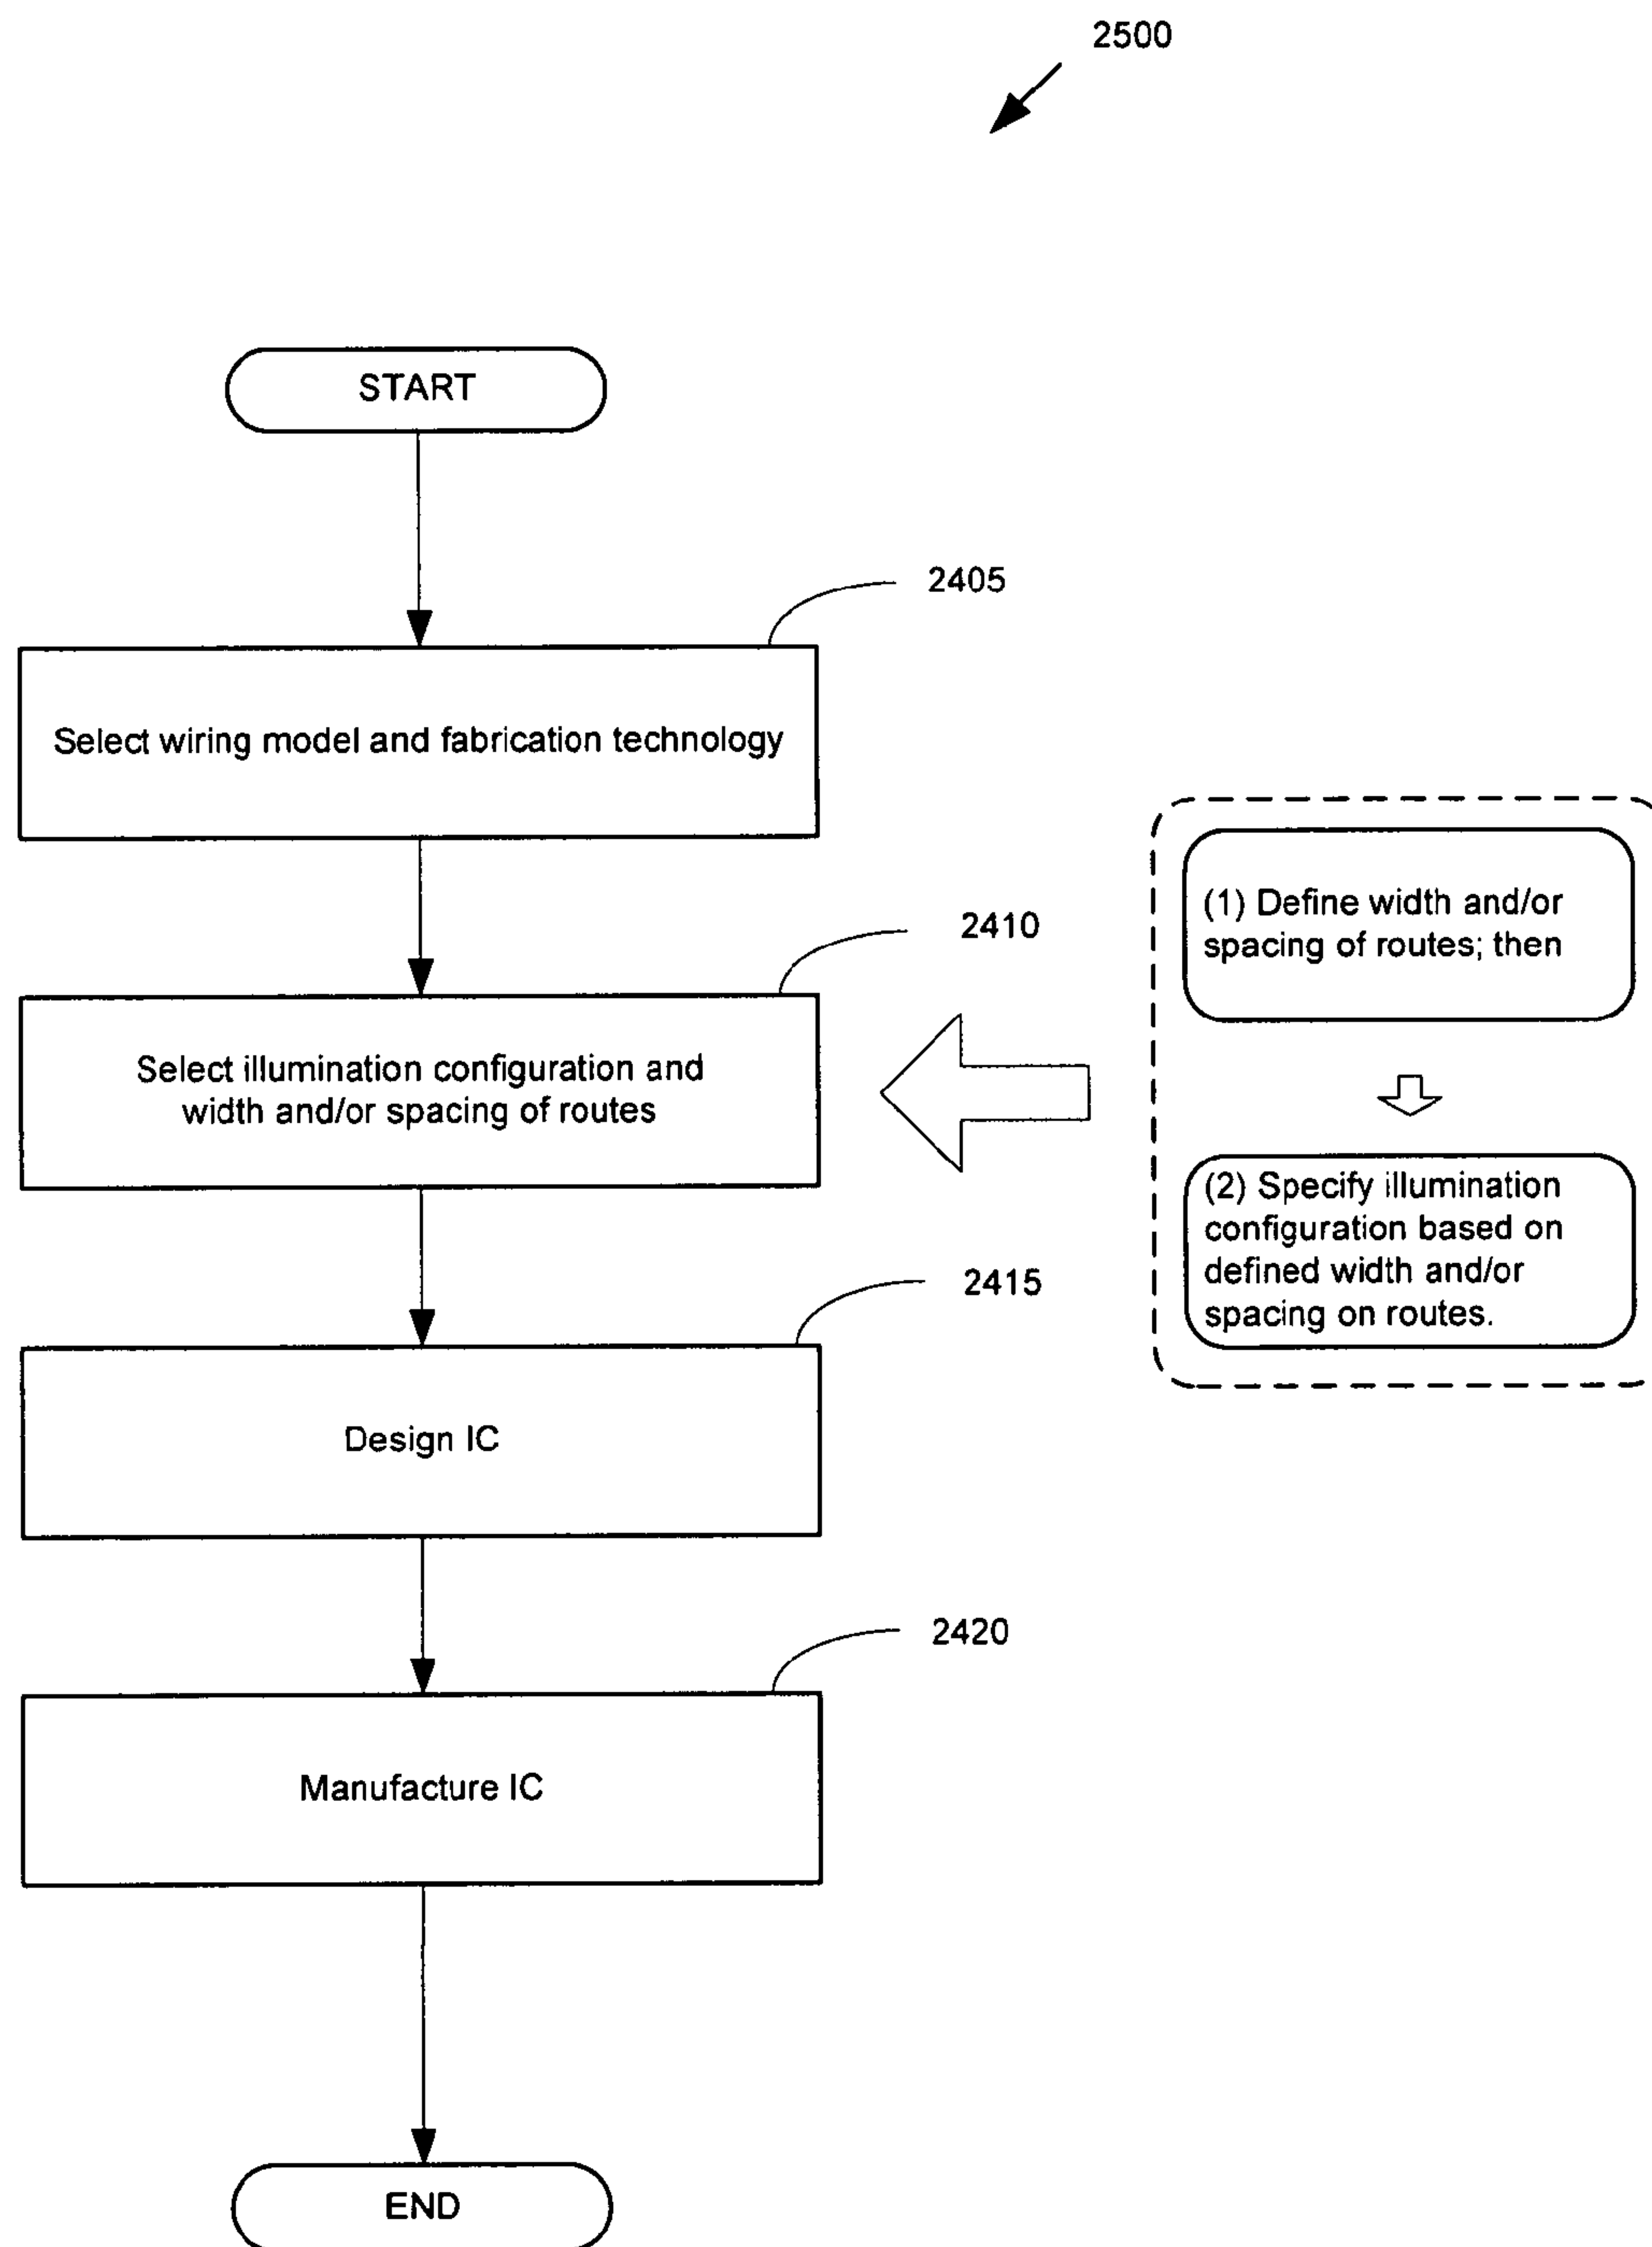 2500
START
2405
Select wiring model and fabrication technology
2410
Select illumination configuration and
width and/or spacing of routes
(1) Define width and/or
spacing of routes; then
(2) Specify illumination
configuration based on
defined width and/or
spacing on routes.
2415
Design IC
2420
Manufacture IC
END